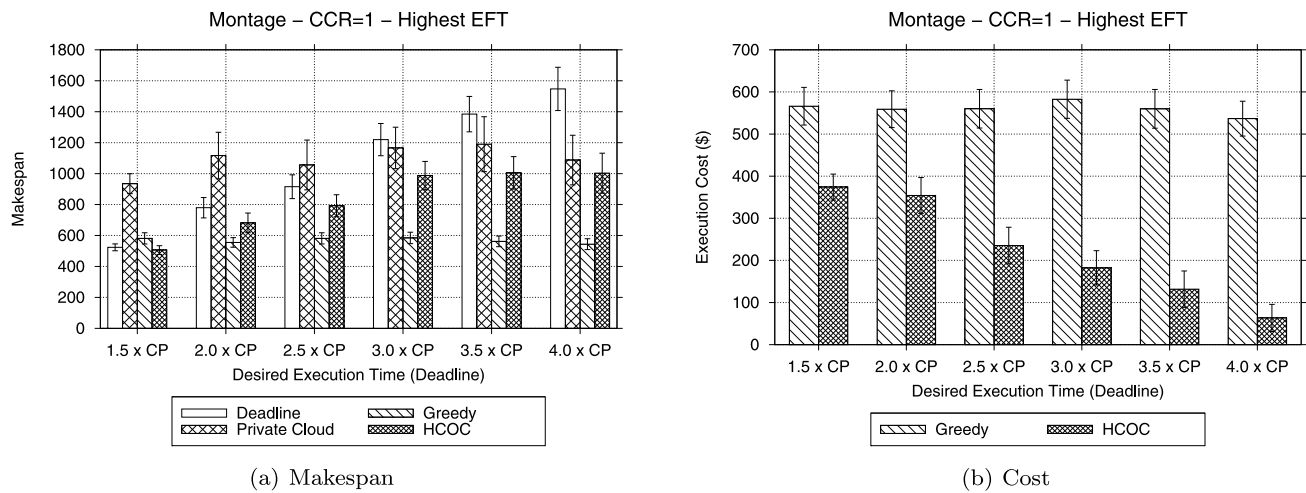 Montage – CCR=1 – Highest EFT
Makespan
1800
1600
1400
1200
1000
800
600
400
200
0
1.5 x CP 2.0 x CP 2.5 x CP 3.0 x CP 3.5 x CP 4.0 x CP
Desired Execution Time (Deadline)
Deadline Greedy
Private Cloud HCOC
(a) Makespan
Montage – CCR=1 – Highest EFT
Execution Cost ($)
700
600
500
400
300
200
100
0
1.5 x CP 2.0 x CP 2.5 x CP 3.0 x CP 3.5 x CP 4.0 x CP
Desired Execution Time (Deadline)
Greedy HCOC
(b) Cost